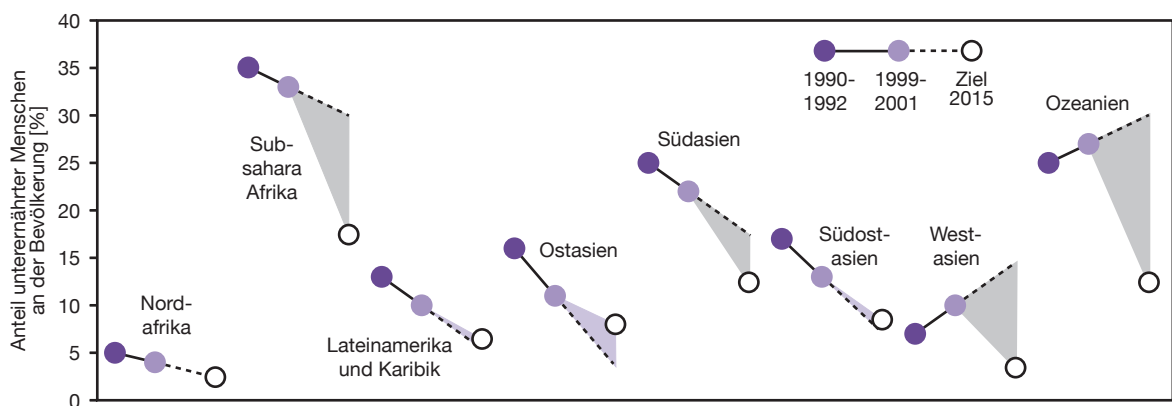 Anteil unterernährter Menschen
an der Bevölkerung [%]
40
35
30
25
20
15
10
5
0
Nord-
afrika
Sub-
sahara
Afrika
Lateinamerika
und Karibik
Ostasien
Südasien
Südost-
asien
West-
asien
Ozeanien
1990-
1992
1999-
2001
Ziel
2015